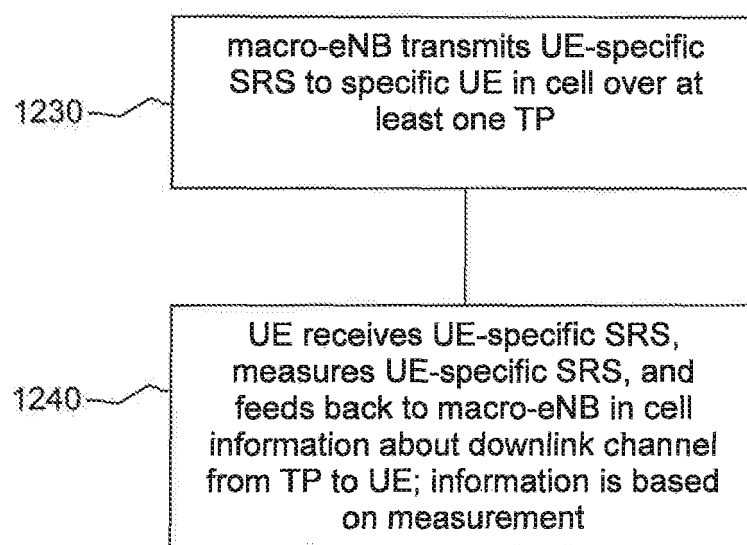 macro-eNB transmits UE-specific
SRS to specific UE in cell over at
least one TP
1230
UE receives UE-specific SRS,
measures UE-specific SRS, and
feeds back to macro-eNB in cell
information about downlink channel
from TP to UE; information is based
on measurement
1240